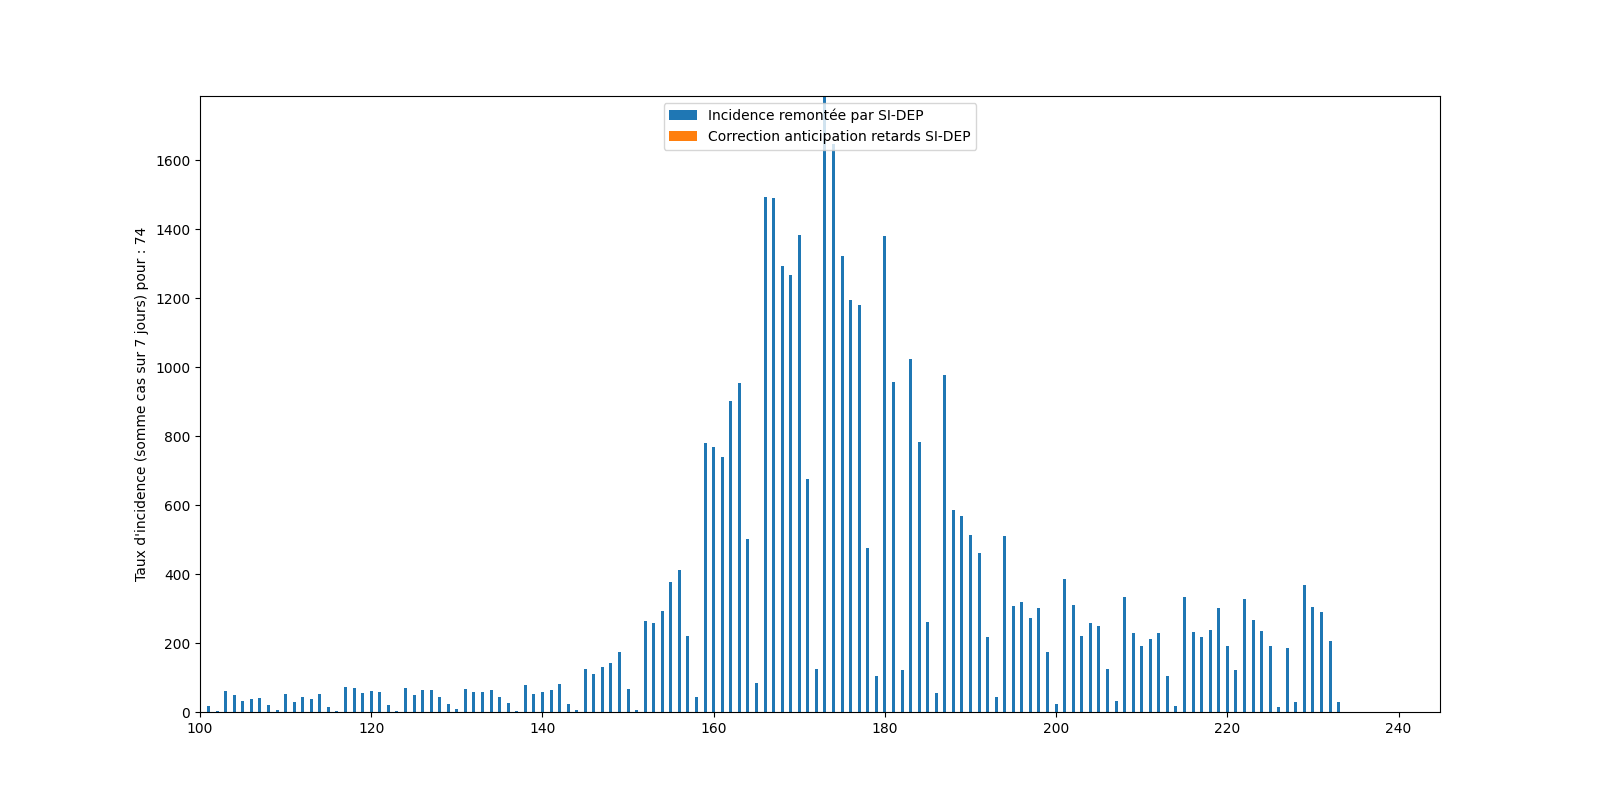 Incidence remontée par SI-DEP
Correction anticipation retards SI-DEP
Taux d'incidence (somme cas sur 7 jours) pour : 74
1600
1400
1200
1000
800
600
400
200
0
100 120 140 160 180 200 220 240